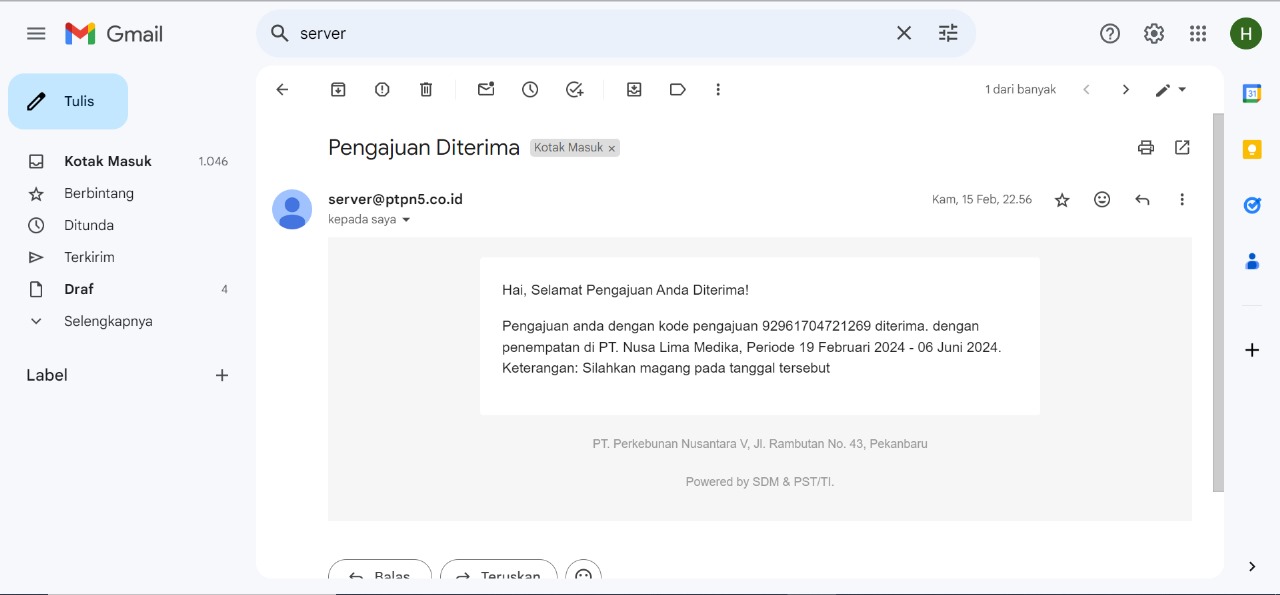 Gmail
server
H
Tulis
1 dari banyak
31
Pengajuan Diterima Kotak Masuk ×
Kotak Masuk 1.046
Berbintang
Ditunda
Terkirim
Draf 4
Selengkapnya
Label
server@ptpn5.co.id Kam, 15 Feb, 22.56
kepada saya
Hai, Selamat Pengajuan Anda Diterima!
Pengajuan anda dengan kode pengajuan 92961704721269 diterima. dengan
penempatan di PT. Nusa Lima Medika, Periode 19 Februari 2024 - 06 Juni 2024.
Keterangan: Silahkan magang pada tanggal tersebut
PT. Perkebunan Nusantara V, Jl. Rambutan No. 43, Pekanbaru
Powered by SDM & PST/TI.
Balas Teruskan